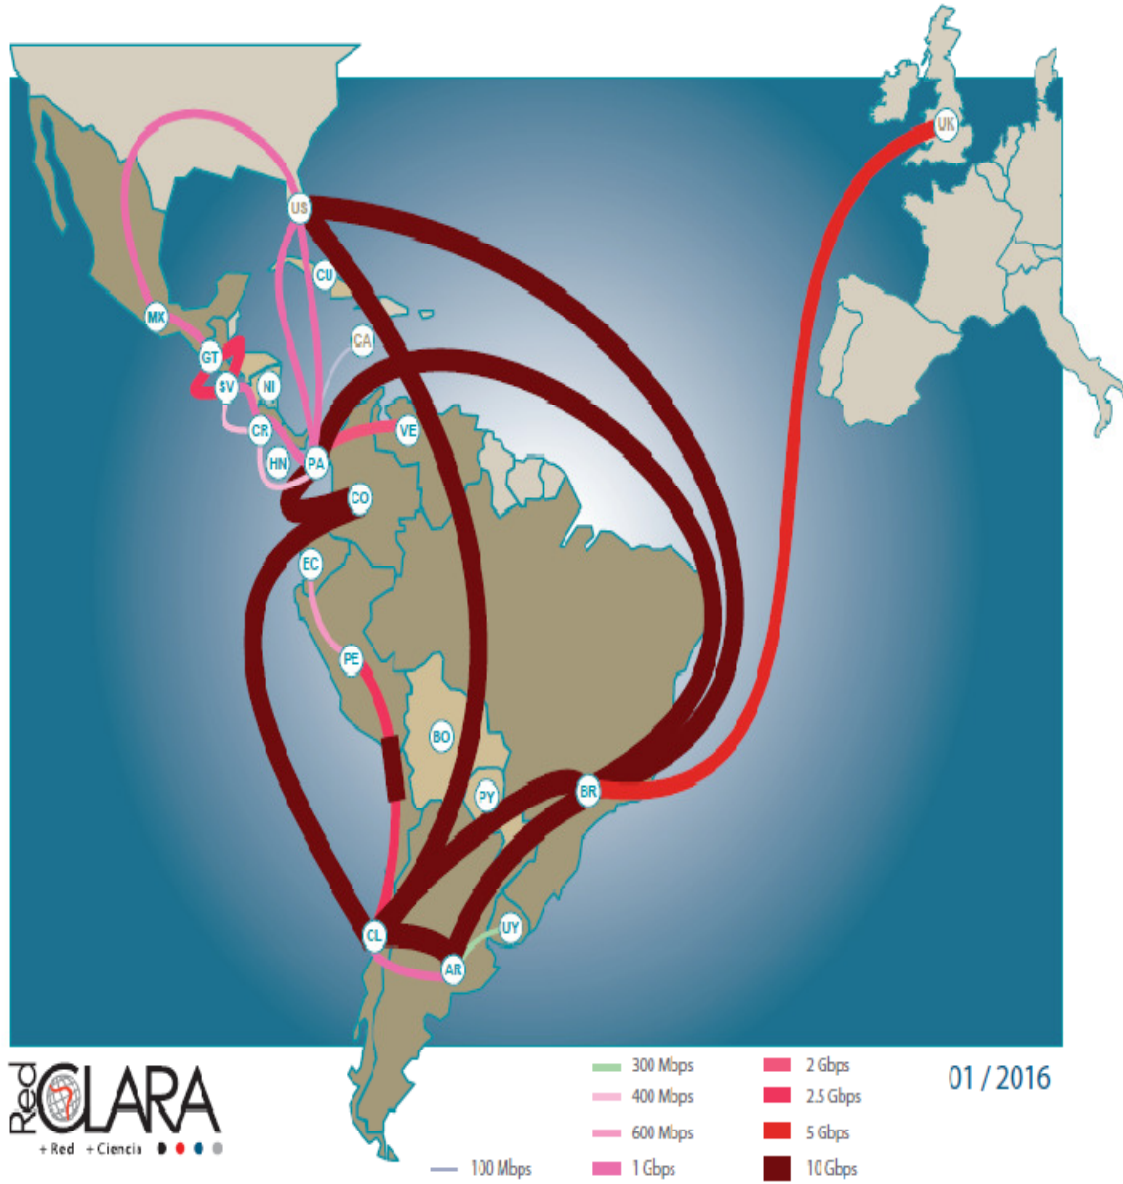 UK
US
CU
MX
CA
GT
SV
NI
CR
VE
HN
PA
CO
EC
PE
BO
PY
BR
UY
CL
AR
Red
CLARA
+ Red + Ciencia
100 Mbps
300 Mbps
400 Mbps
600 Mbps
1 Gbps
2 Gbps
2.5 Gbps
5 Gbps
10 Gbps
01 / 2016